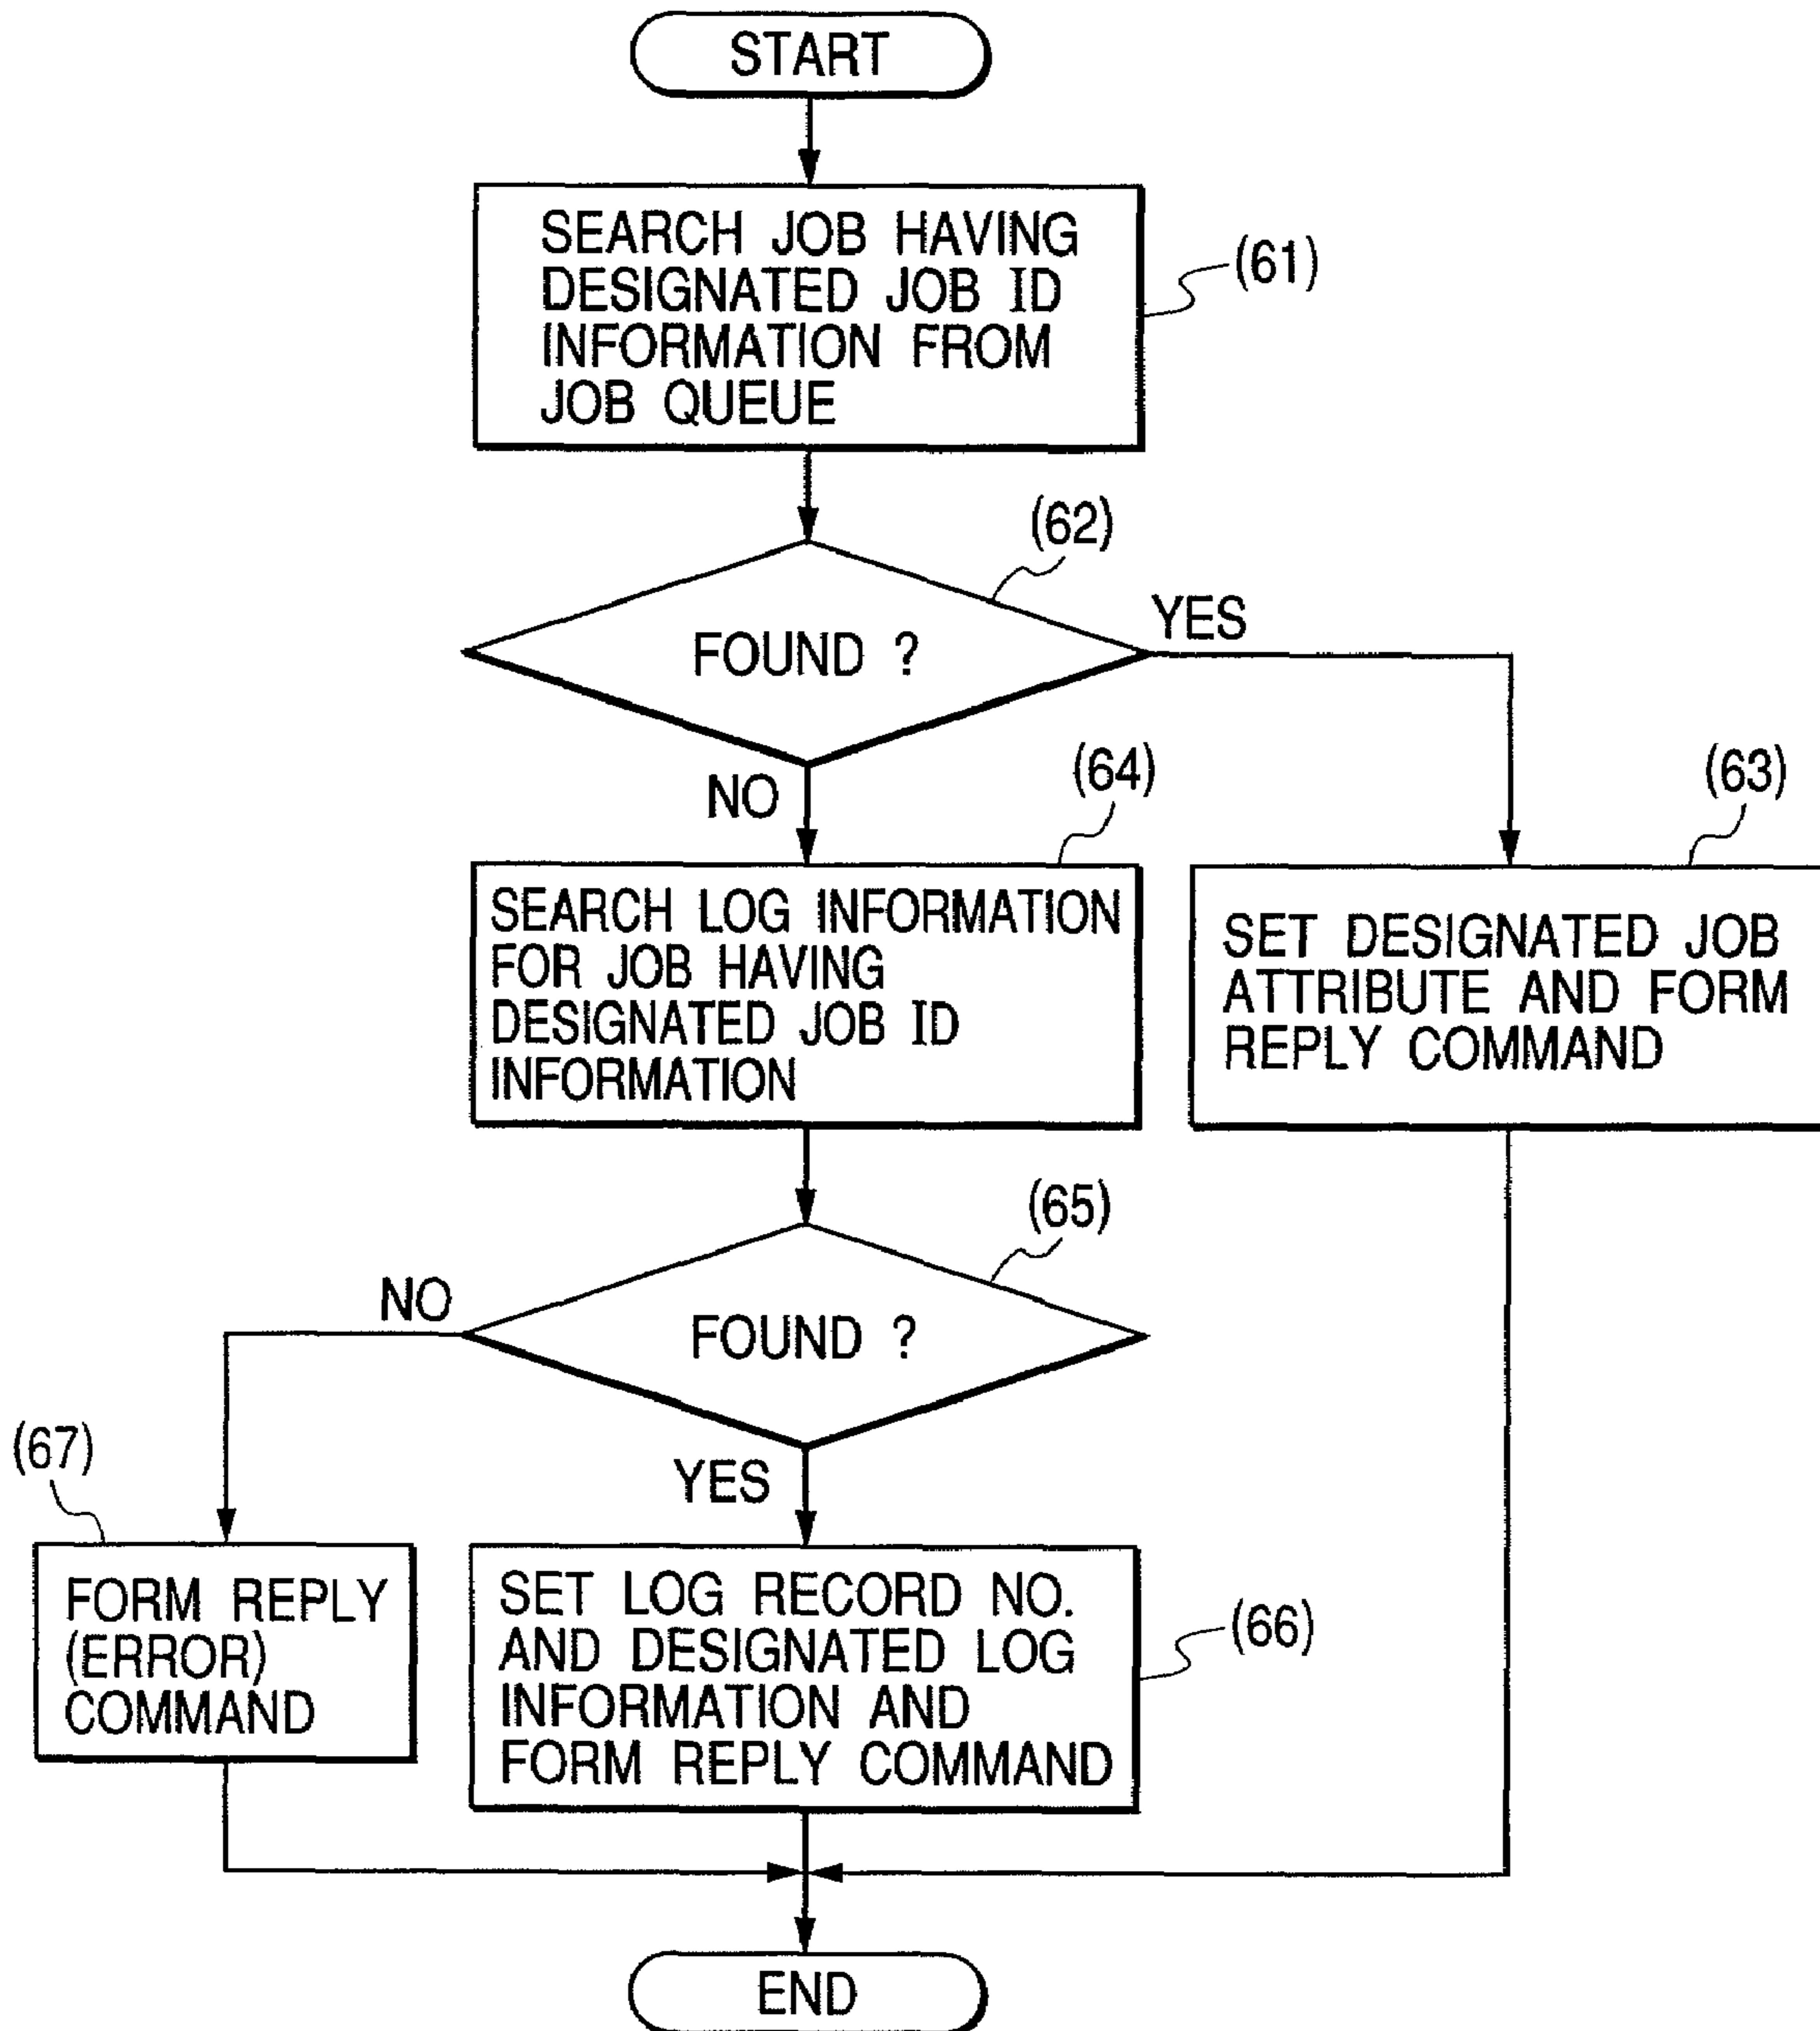 START
SEARCH JOB HAVING
DESIGNATED JOB ID
INFORMATION FROM
JOB QUEUE
(61)
(62)
FOUND ?
YES
NO
(64)
(63)
SEARCH LOG INFORMATION
FOR JOB HAVING
DESIGNATED JOB ID
INFORMATION
SET DESIGNATED JOB
ATTRIBUTE AND FORM
REPLY COMMAND
(65)
NO
FOUND ?
(67)
YES
FORM REPLY
(ERROR)
COMMAND
SET LOG RECORD NO.
AND DESIGNATED LOG
INFORMATION AND
FORM REPLY COMMAND
(66)
END